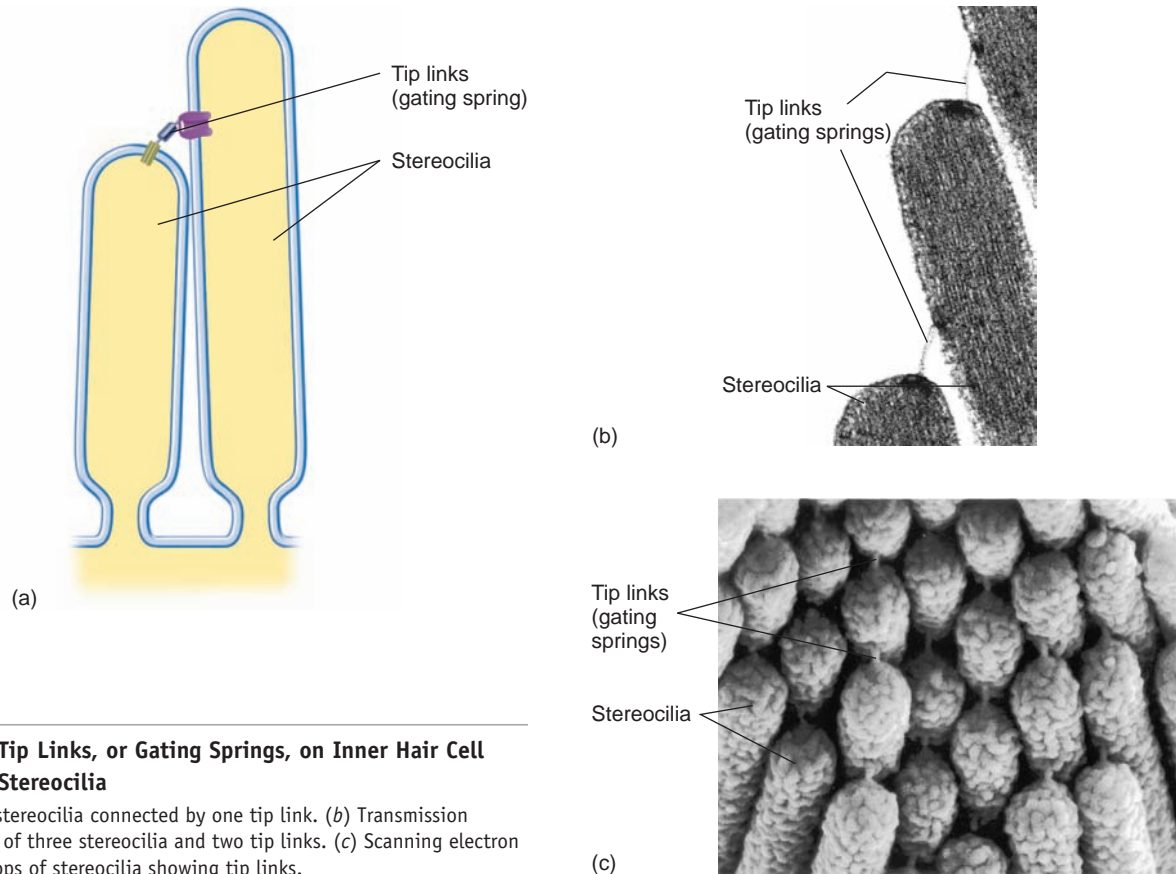 Tip links
(gating spring)
Stereocilia
(a)
Tip links
(gating springs)
Stereocilia
(b)
Tip links
(gating
springs)
Stereocilia
(c)
Tip Links, or Gating Springs, on Inner Hair Cell
Stereocilia
stereocilia connected by one tip link. (b) Transmission
of three stereocilia and two tip links. (c) Scanning electron
ops of stereocilia showing tip links.